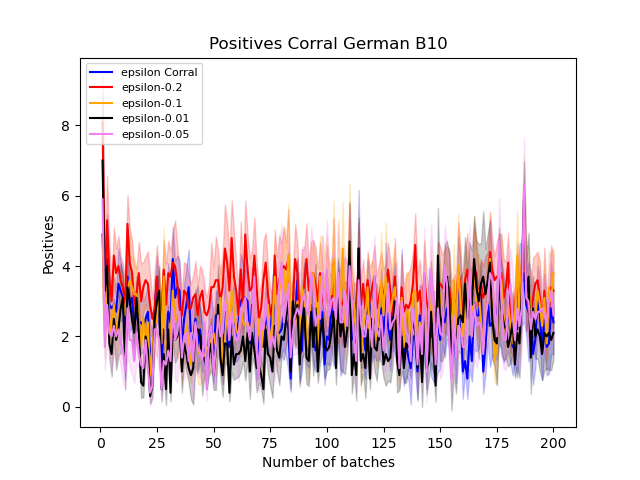 Positives Corral German B10
epsilon Corral
epsilon-0.2
epsilon-0.1
epsilon-0.01
epsilon-0.05
Positives
8
6
4
2
0
0 25 50 75 100 125 150 175 200
Number of batches